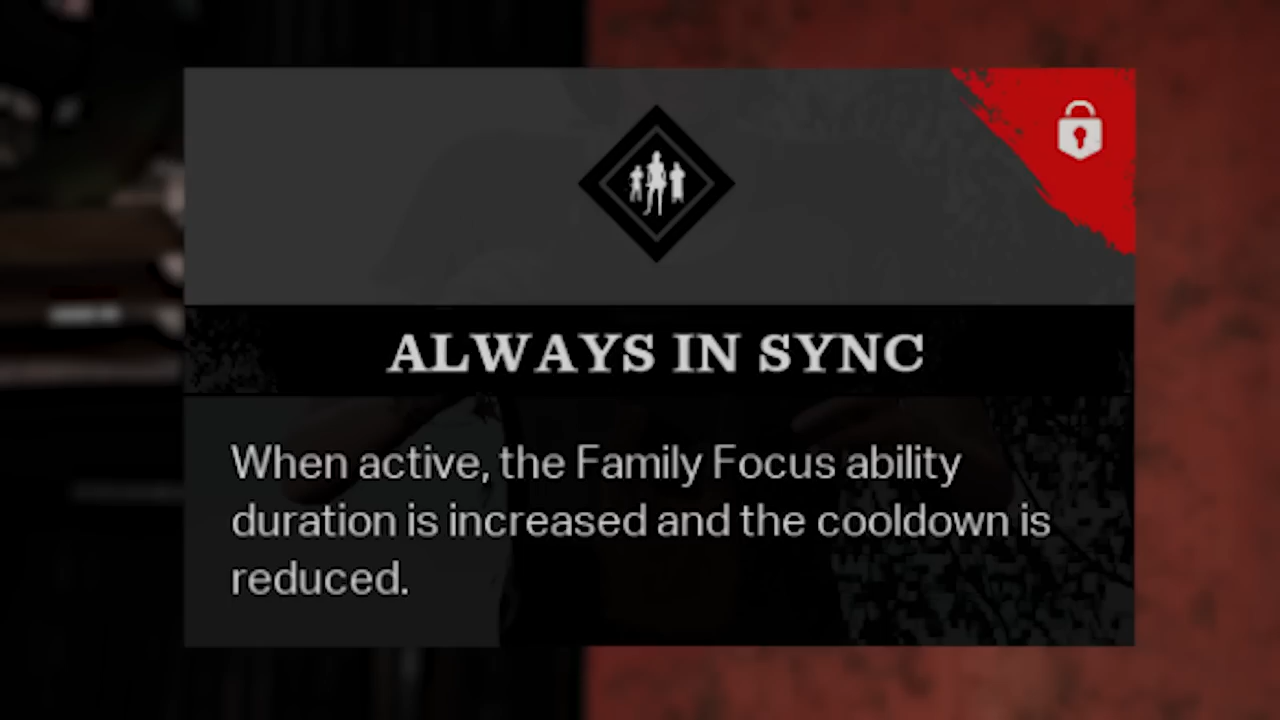 ALWAYS IN SYNC
When active, the Family Focus ability
duration is increased and the cooldown is
reduced.